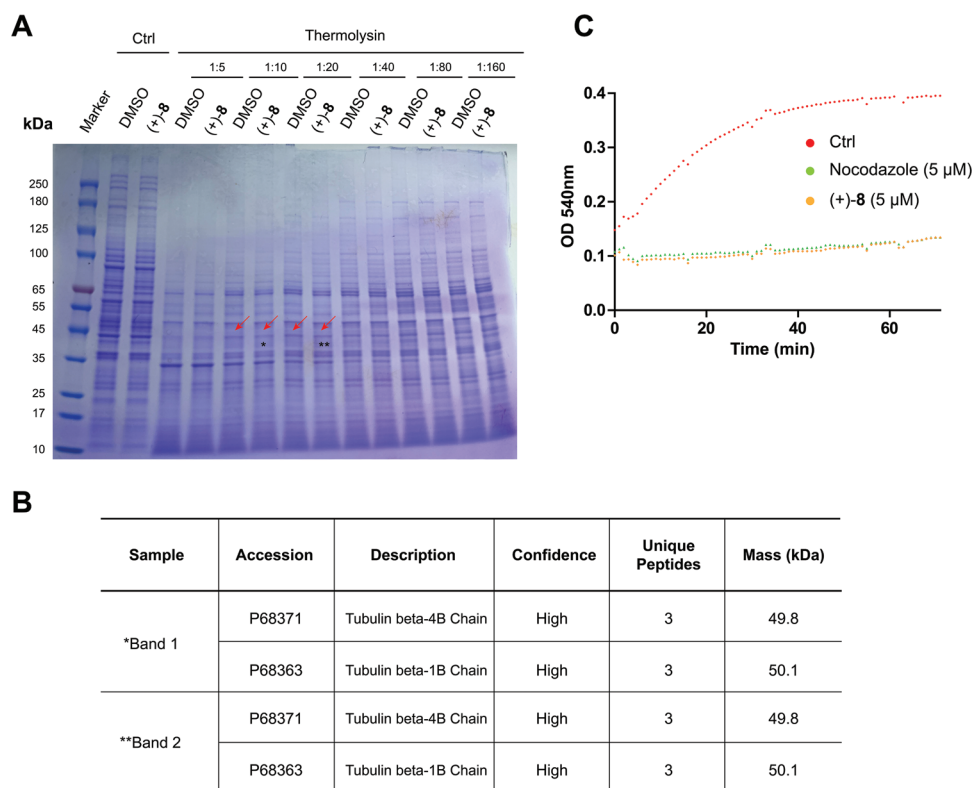 A
Ctrl
Thermolysin
1:5 1:10 1:20 1:40 1:80 1:160
kDa Marker DMSO (+)-8 DMSO (+)-8 DMSO (+)-8 DMSO (+)-8 DMSO (+)-8 DMSO (+)-8 DMSO (+)-8
250
180
125
100
65
55
45
* **
35
25
17
10
C
OD 540nm
0.4
0.3
0.2
0.1
0.0
0 20 40 60
Time (min)
Ctrl
Nocodazole (5 µM)
(+)-8 (5 µM)
B
Sample Accession Description Confidence Unique Peptides Mass (kDa)
*Band 1
P68371 Tubulin beta-4B Chain High 3 49.8
P68363 Tubulin beta-1B Chain High 3 50.1
**Band 2
P68371 Tubulin beta-4B Chain High 3 49.8
P68363 Tubulin beta-1B Chain High 3 50.1